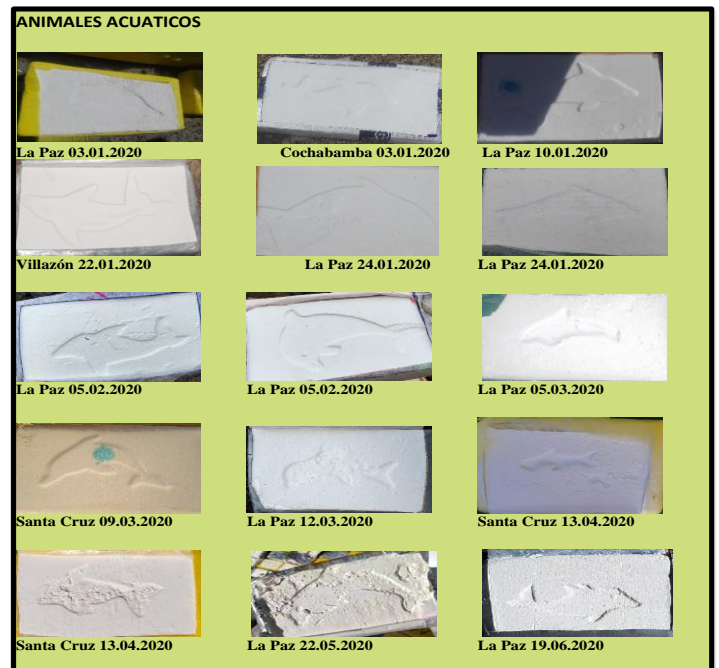 ANIMALES ACUATICOS
La Paz 03.01.2020 Cochabamba 03.01.2020 La Paz 10.01.2020
Villazón 22.01.2020 La Paz 24.01.2020 La Paz 24.01.2020
La Paz 05.02.2020 La Paz 05.02.2020 La Paz 05.03.2020
Santa Cruz 09.03.2020 La Paz 12.03.2020 Santa Cruz 13.04.2020
Santa Cruz 13.04.2020 La Paz 22.05.2020 La Paz 19.06.2020